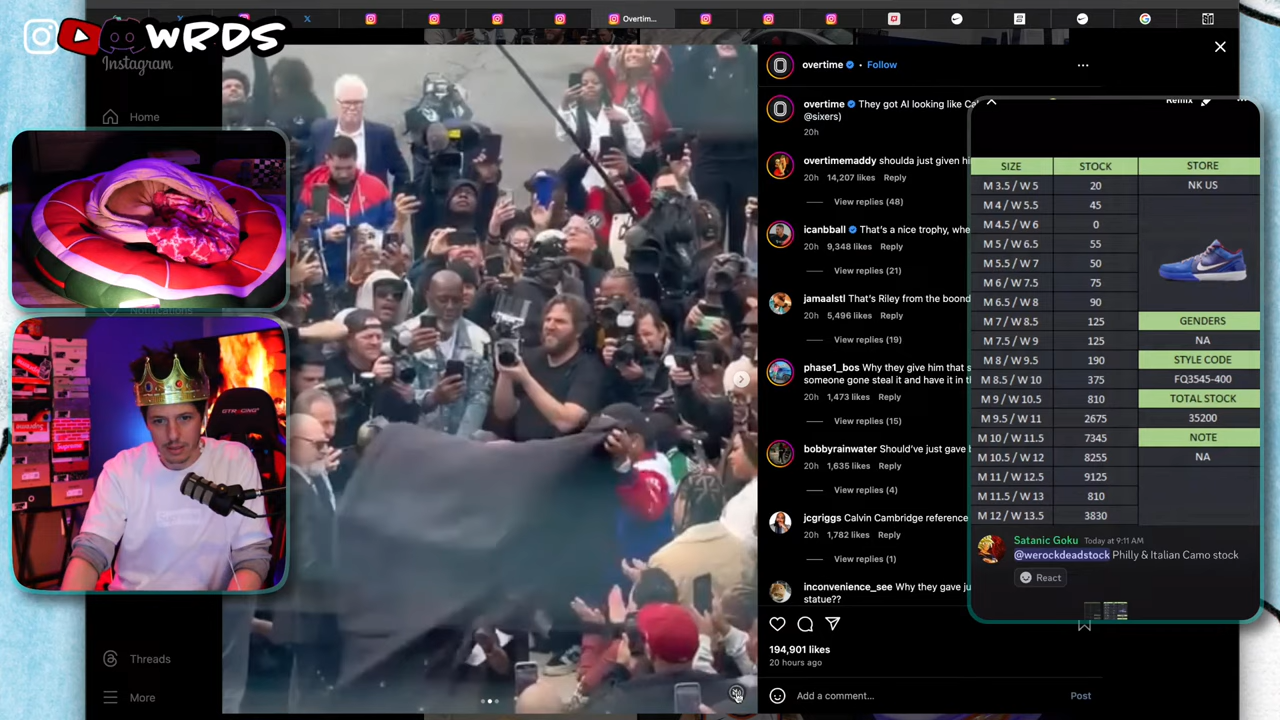 Overtim...
WRDS
Instagram
Home
Notifications
Threads
More
GTRACING
Supreme
overtime • Follow
overtime They got AI looking like Ca
@sixers)
20h
overtimemaddy shoulda just given hi
20h 14,207 likes Reply
View replies (48)
icanbball That's a nice trophy, whe
20h 9,348 likes Reply
View replies (21)
jamaalstl That's Riley from the boond
20h 5,496 likes Reply
View replies (19)
phase1_bos Why they give him that s
someone gone steal it and have it in th
20h 1,473 likes Reply
View replies (15)
bobbyrainwater Should've just gave h
20h 1,635 likes Reply
View replies (4)
jcgriggs Calvin Cambridge reference
20h 1,782 likes Reply
View replies (1)
inconvenience_see Why they gave ju
statue??
194,901 likes
20 hours ago
Add a comment... Post
Remix
SIZE STOCK STORE
M 3.5 / W 5 20 NK US
M 4 / W 5.5 45
M 4.5 / W 6 0
M 5 / W 6.5 55
M 5.5 / W 7 50
M 6 / W 7.5 75
M 6.5 / W 8 90
M 7 / W 8.5 125 GENDERS
M 7.5 / W 9 125 NA
M 8 / W 9.5 190 STYLE CODE
M 8.5 / W 10 375 FQ3545-400
M 9 / W 10.5 810 TOTAL STOCK
M 9.5 / W 11 2675 35200
M 10 / W 11.5 7345 NOTE
M 10.5 / W 12 8255 NA
M 11 / W 12.5 9125
M 11.5 / W 13 810
M 12 / W 13.5 3830
Satanic Goku Today at 9:11 AM
@werockdeadstock Philly & Italian Camo stock
React